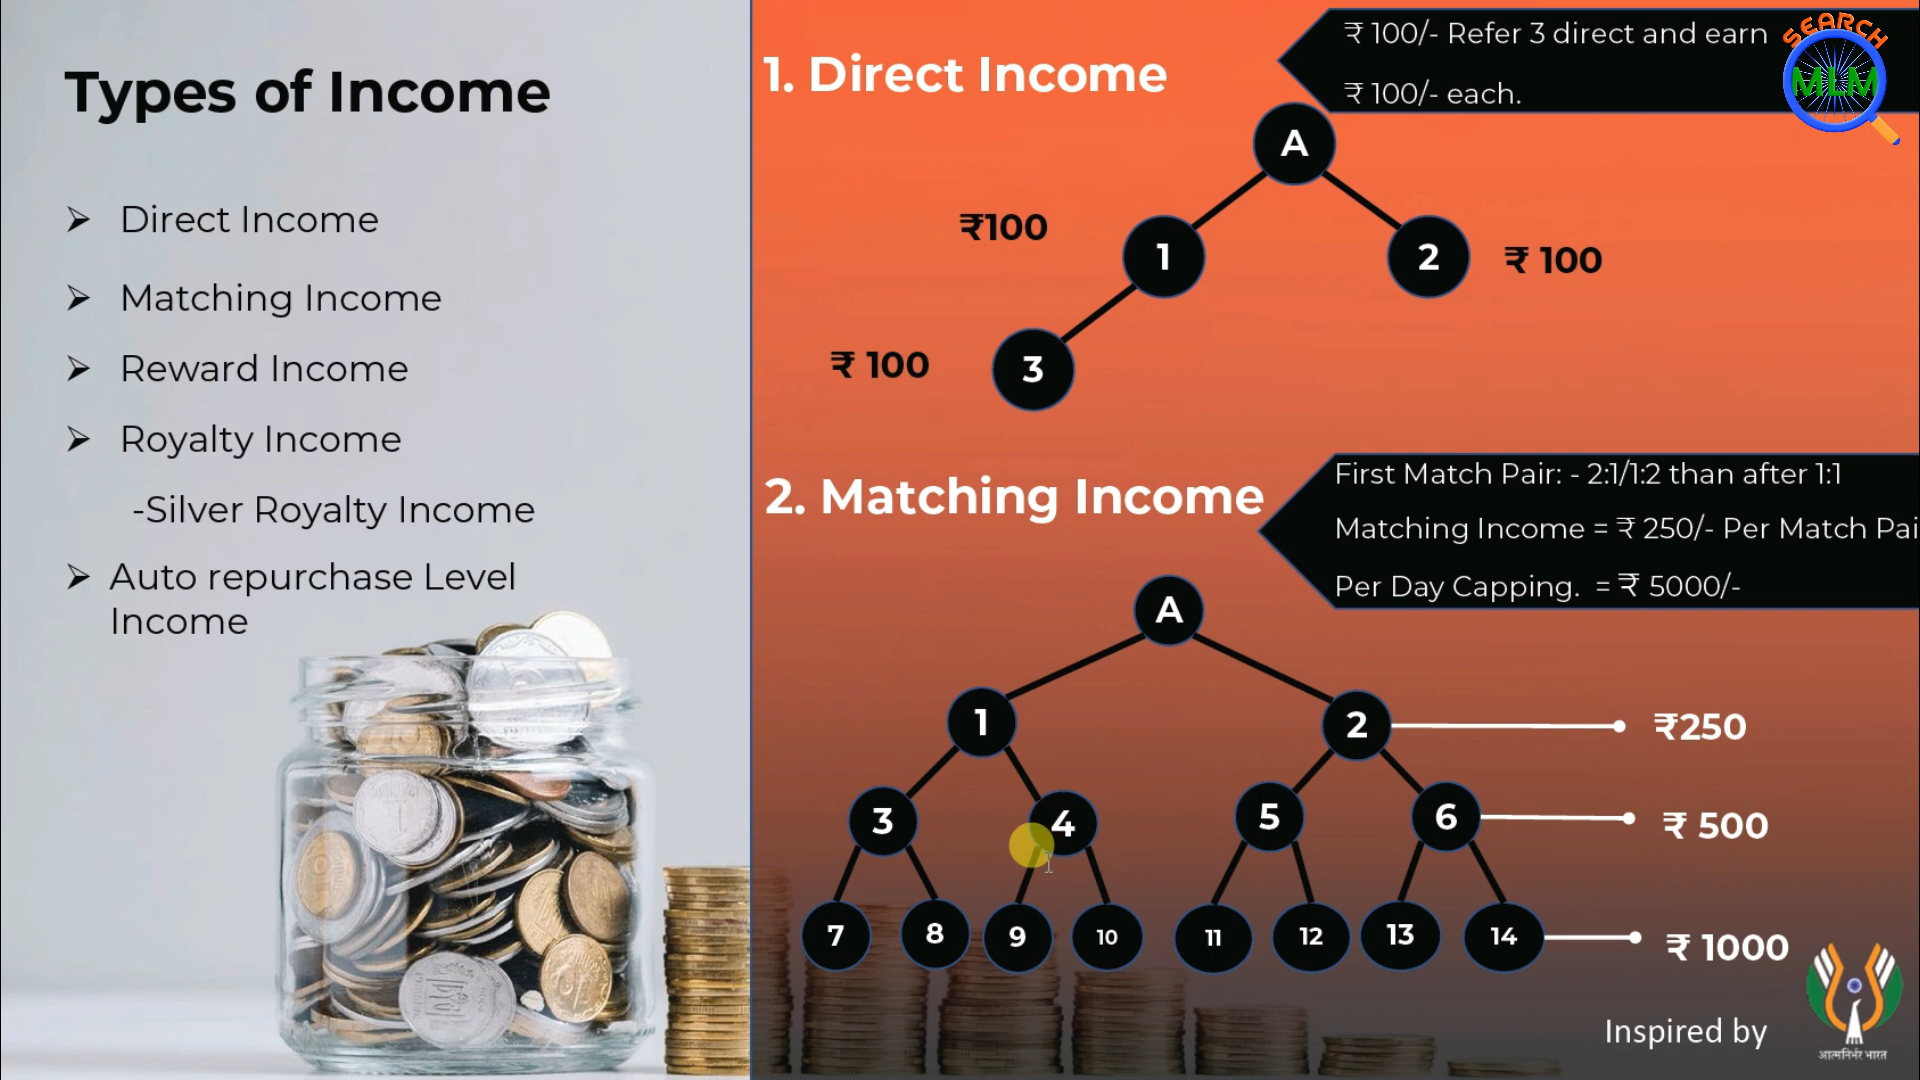 Types of Income
➢ Direct Income
➢ Matching Income
➢ Reward Income
➢ Royalty Income
-Silver Royalty Income
➢ Auto repurchase Level
Income
1. Direct Income
₹ 100/- Refer 3 direct and earn
₹ 100/- each.
SEARCH
MLM
A
₹100
1
2
₹ 100
₹ 100
3
2. Matching Income
First Match Pair: - 2:1/1:2 than after 1:1
Matching Income = ₹ 250/- Per Match Pai
Per Day Capping. = ₹ 5000/-
A
1
2
₹250
3
4
5
6
₹ 500
7
8
9
10
11
12
13
14
₹ 1000
Inspired by
आत्मनिर्भर भारत